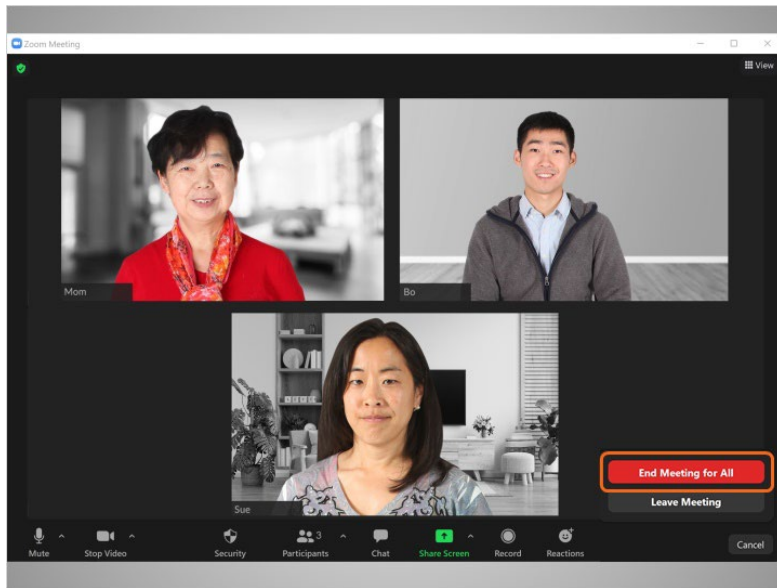 Zoom Meeting
View
Mom
Bo
Sue
End Meeting for All
Leave Meeting
Mute
Stop Video
Security
3
Participants
Chat
Share Screen
Record
Reactions
Cancel